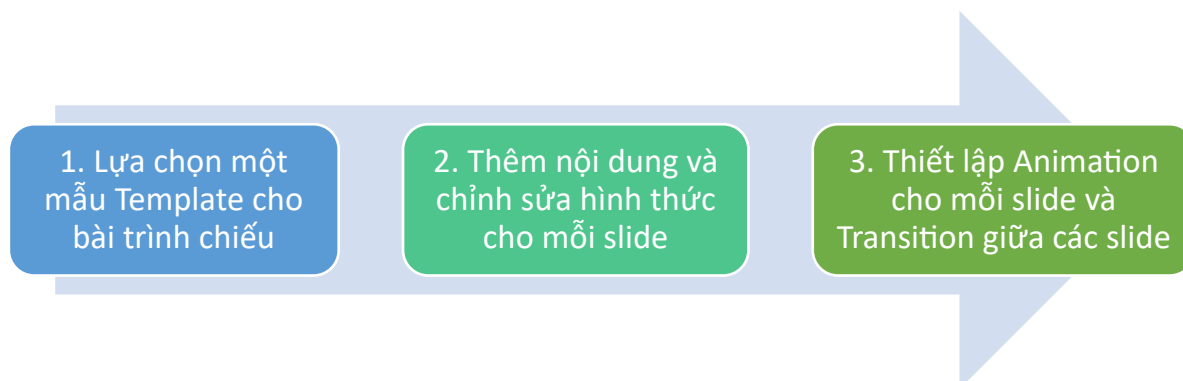 1. Lựa chọn một
mẫu Template cho
bài trình chiếu
2. Thêm nội dung và
chỉnh sửa hình thức
cho mỗi slide
3. Thiết lập Animation
cho mỗi slide và
Transition giữa các slide